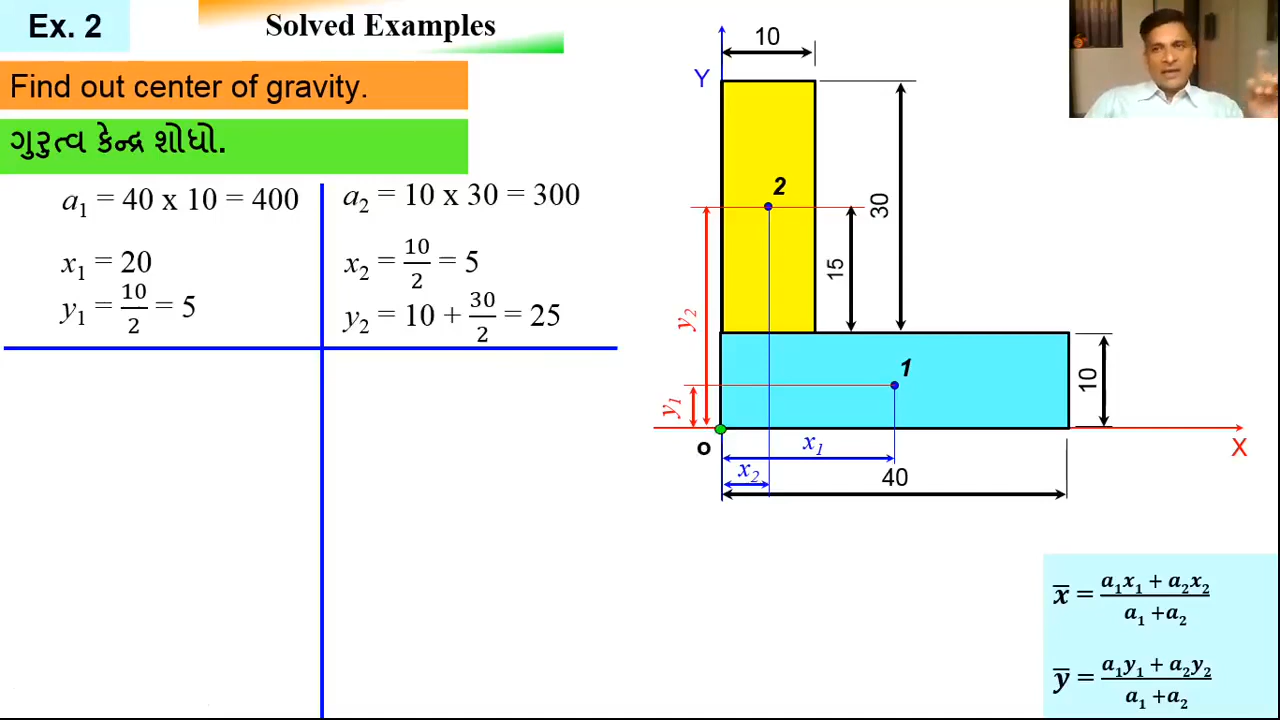 Ex. 2
Solved Examples
Find out center of gravity.
ગુરુત્વ કેન્દ્ર શોધો.
a₁ = 40 x 10 = 400
x₁ = 20
y₁ = 10/2 = 5
a₂ = 10 x 30 = 300
x₂ = 10/2 = 5
y₂ = 10 + 30/2 = 25
10
Y
2
30
15
y₂
1
10
y₁
o
x₁
X
x₂
40
x̅ = (a₁x₁ + a₂x₂)/(a₁ +a₂)
y̅ = (a₁y₁ + a₂y₂)/(a₁ +a₂)